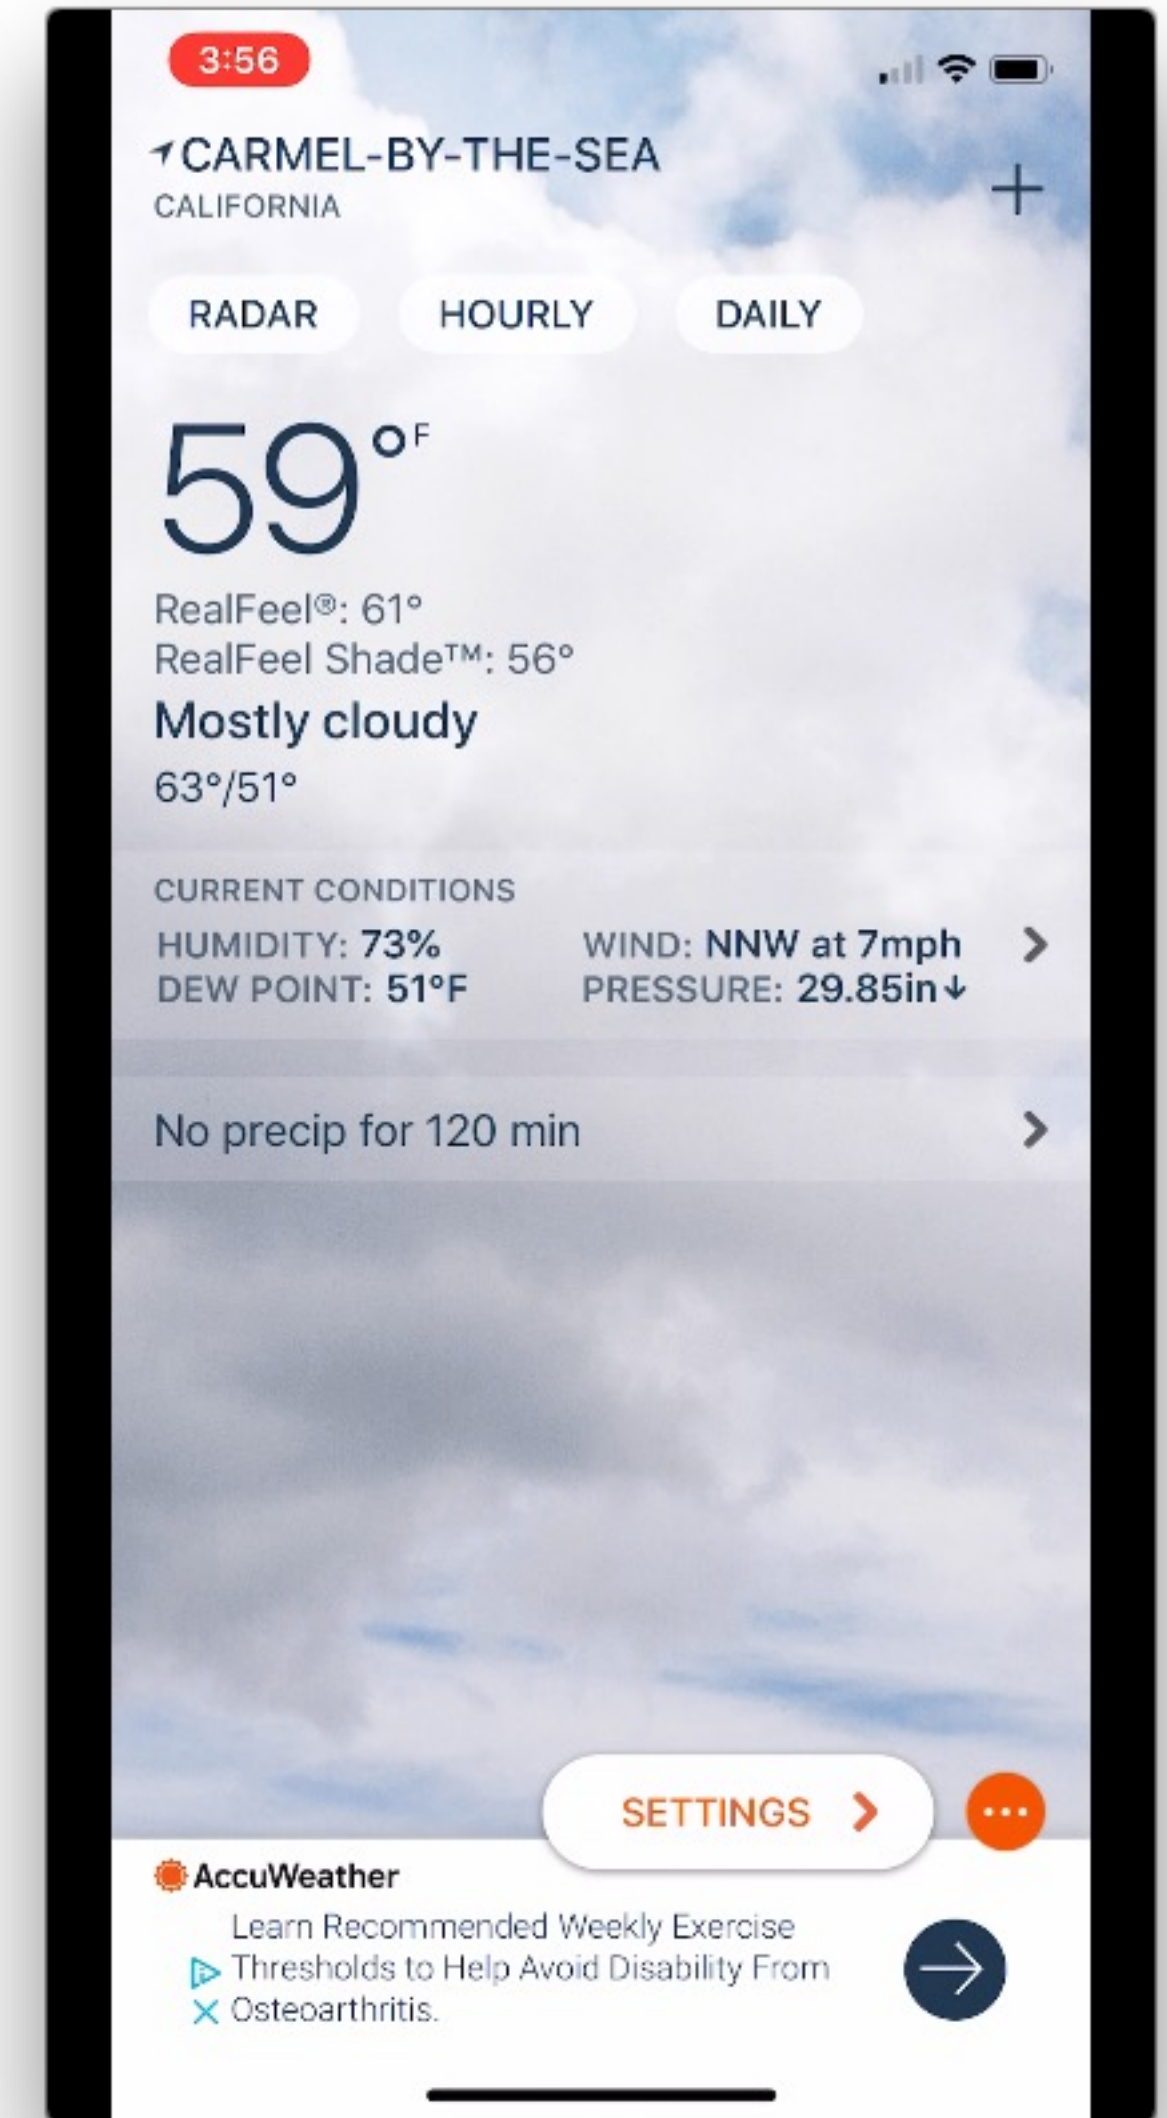 3:56
CARMEL-BY-THE-SEA
CALIFORNIA
RADAR HOURLY DAILY
59°F
RealFeel®: 61°
RealFeel Shade™: 56°
Mostly cloudy
63°/51°
CURRENT CONDITIONS
HUMIDITY: 73% WIND: NNW at 7mph
DEW POINT: 51°F PRESSURE: 29.85in↓
No precip for 120 min
SETTINGS
AccuWeather
Learn Recommended Weekly Exercise
Thresholds to Help Avoid Disability From
Osteoarthritis.